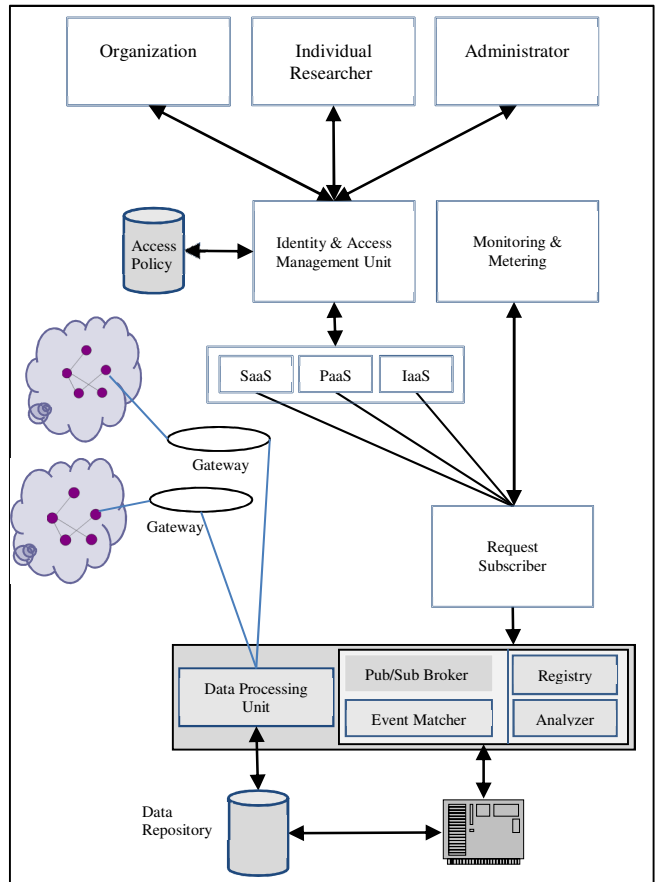 Organization
Individual
Researcher
Administrator
Access
Policy
Identity & Access
Management Unit
Monitoring &
Metering
SaaS
PaaS
IaaS
Gateway
Gateway
Request
Subscriber
Data Processing
Unit
Pub/Sub Broker
Event Matcher
Registry
Analyzer
Data
Repository